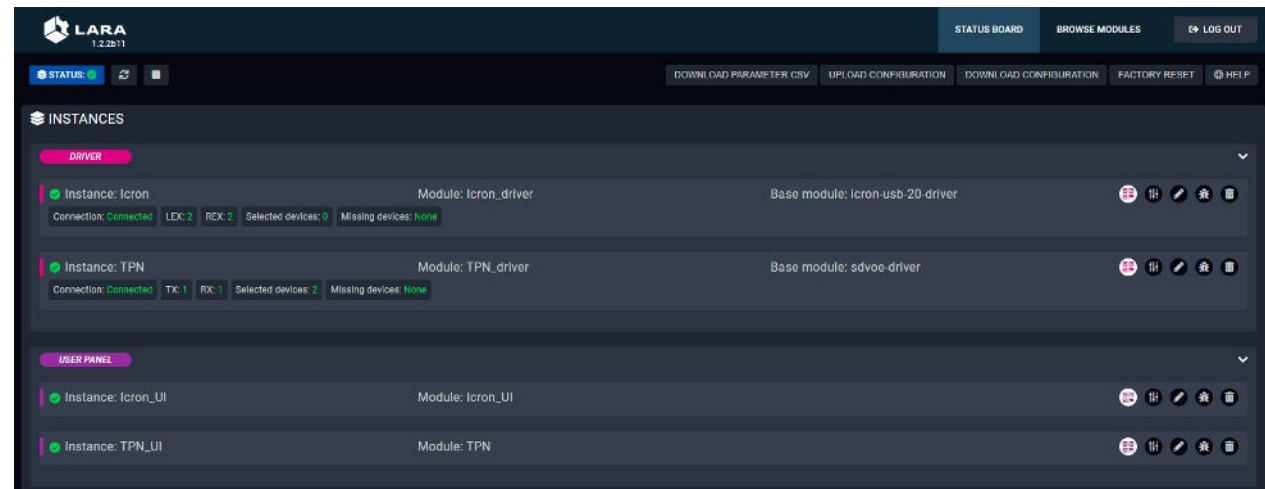 LARA
1.2.2b11
STATUS BOARD BROWSE MODULES LOG OUT
STATUS: DOWNLOAD PARAMETER CSV UPLOAD CONFIGURATION DOWNLOAD CONFIGURATION FACTORY RESET HELP
INSTANCES
DRIVER
Instance: Icron Module: Icron_driver Base module: icron-usb-20-driver
Connection: Connected LEX: 2 REX: 2 Selected devices: 0 Missing devices: None
Instance: TPN Module: TPN_driver Base module: sdvoe-driver
Connection: Connected TX: 1 RX: 1 Selected devices: 2 Missing devices: None
USER PANEL
Instance: Icron_UI Module: Icron_UI
Instance: TPN_UI Module: TPN